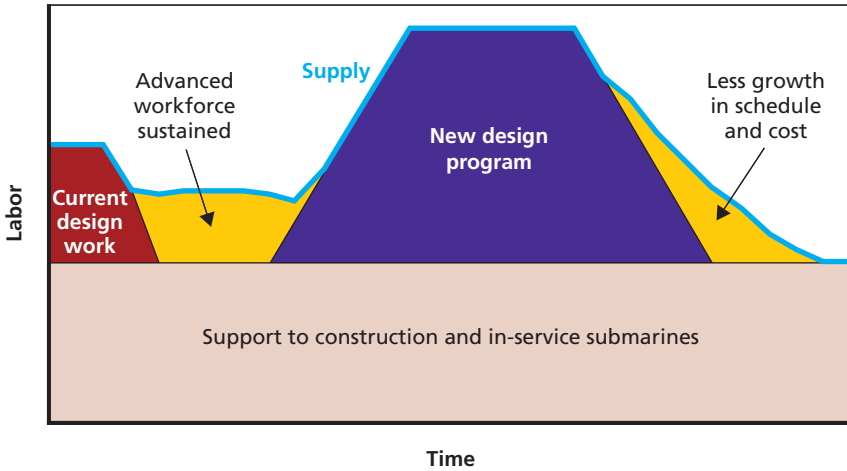 Supply
Advanced
workforce
sustained
Less growth
in schedule
and cost
New design
program
Current
design
work
Labor
Support to construction and in-service submarines
Time